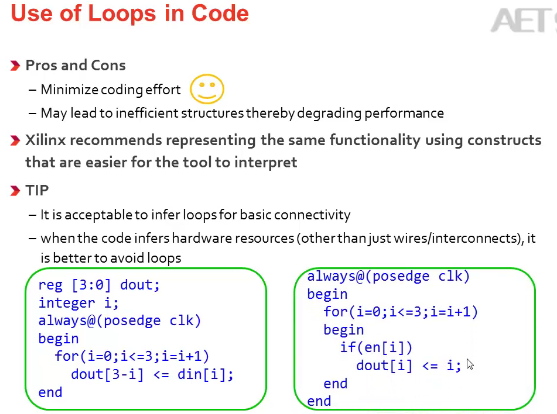 Use of Loops in Code
AET
Pros and Cons
– Minimize coding effort
– May lead to inefficient structures thereby degrading performance
Xilinx recommends representing the same functionality using constructs
that are easier for the tool to interpret
TIP
– It is acceptable to infer loops for basic connectivity
– when the code infers hardware resources (other than just wires/interconnects), it
is better to avoid loops
reg [3:0] dout;
integer i;
always@(posedge clk)
begin
for(i=0;i<=3;i=i+1)
dout[3-i] <= din[i];
end
always@(posedge clk)
begin
for(i=0;i<=3;i=i+1)
begin
if(en[i])
dout[i] <= i;
end
end